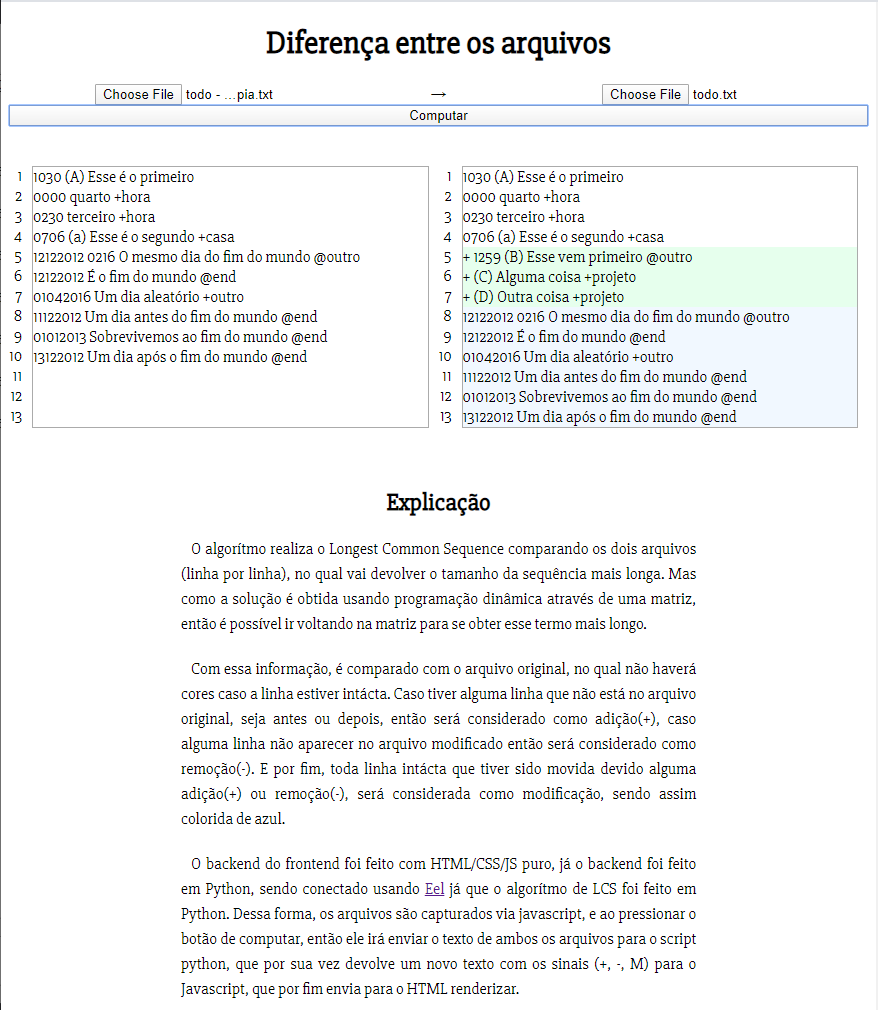 Diferença entre os arquivos
Choose File todo - ...pia.txt → Choose File todo.txt
Computar
1 1030 (A) Esse é o primeiro
2 0000 quarto +hora
3 0230 terceiro +hora
4 0706 (a) Esse é o segundo +casa
5 12122012 0216 O mesmo dia do fim do mundo @outro
6 12122012 É o fim do mundo @end
7 01042016 Um dia aleatório +outro
8 11122012 Um dia antes do fim do mundo @end
9 01012013 Sobrevivemos ao fim do mundo @end
10 13122012 Um dia após o fim do mundo @end
11
12
13
1 1030 (A) Esse é o primeiro
2 0000 quarto +hora
3 0230 terceiro +hora
4 0706 (a) Esse é o segundo +casa
5 + 1259 (B) Esse vem primeiro @outro
6 + (C) Alguma coisa +projeto
7 + (D) Outra coisa +projeto
8 12122012 0216 O mesmo dia do fim do mundo @outro
9 12122012 É o fim do mundo @end
10 01042016 Um dia aleatório +outro
11 11122012 Um dia antes do fim do mundo @end
12 01012013 Sobrevivemos ao fim do mundo @end
13 13122012 Um dia após o fim do mundo @end
Explicação
O algorítmo realiza o Longest Common Sequence comparando os dois arquivos
(linha por linha), no qual vai devolver o tamanho da sequência mais longa. Mas
como a solução é obtida usando programação dinâmica através de uma matriz,
então é possível ir voltando na matriz para se obter esse termo mais longo.
Com essa informação, é comparado com o arquivo original, no qual não haverá
cores caso a linha estiver intácta. Caso tiver alguma linha que não está no arquivo
original, seja antes ou depois, então será considerado como adição(+), caso
alguma linha não aparecer no arquivo modificado então será considerado como
remoção(-). E por fim, toda linha intácta que tiver sido movida devido alguma
adição(+) ou remoção(-), será considerada como modificação, sendo assim
colorida de azul.
O backend do frontend foi feito com HTML/CSS/JS puro, já o backend foi feito
em Python, sendo conectado usando Eel já que o algorítmo de LCS foi feito em
Python. Dessa forma, os arquivos são capturados via javascript, e ao pressionar o
botão de computar, então ele irá enviar o texto de ambos os arquivos para o script
python, que por sua vez devolve um novo texto com os sinais (+, -, M) para o
Javascript, que por fim envia para o HTML renderizar.